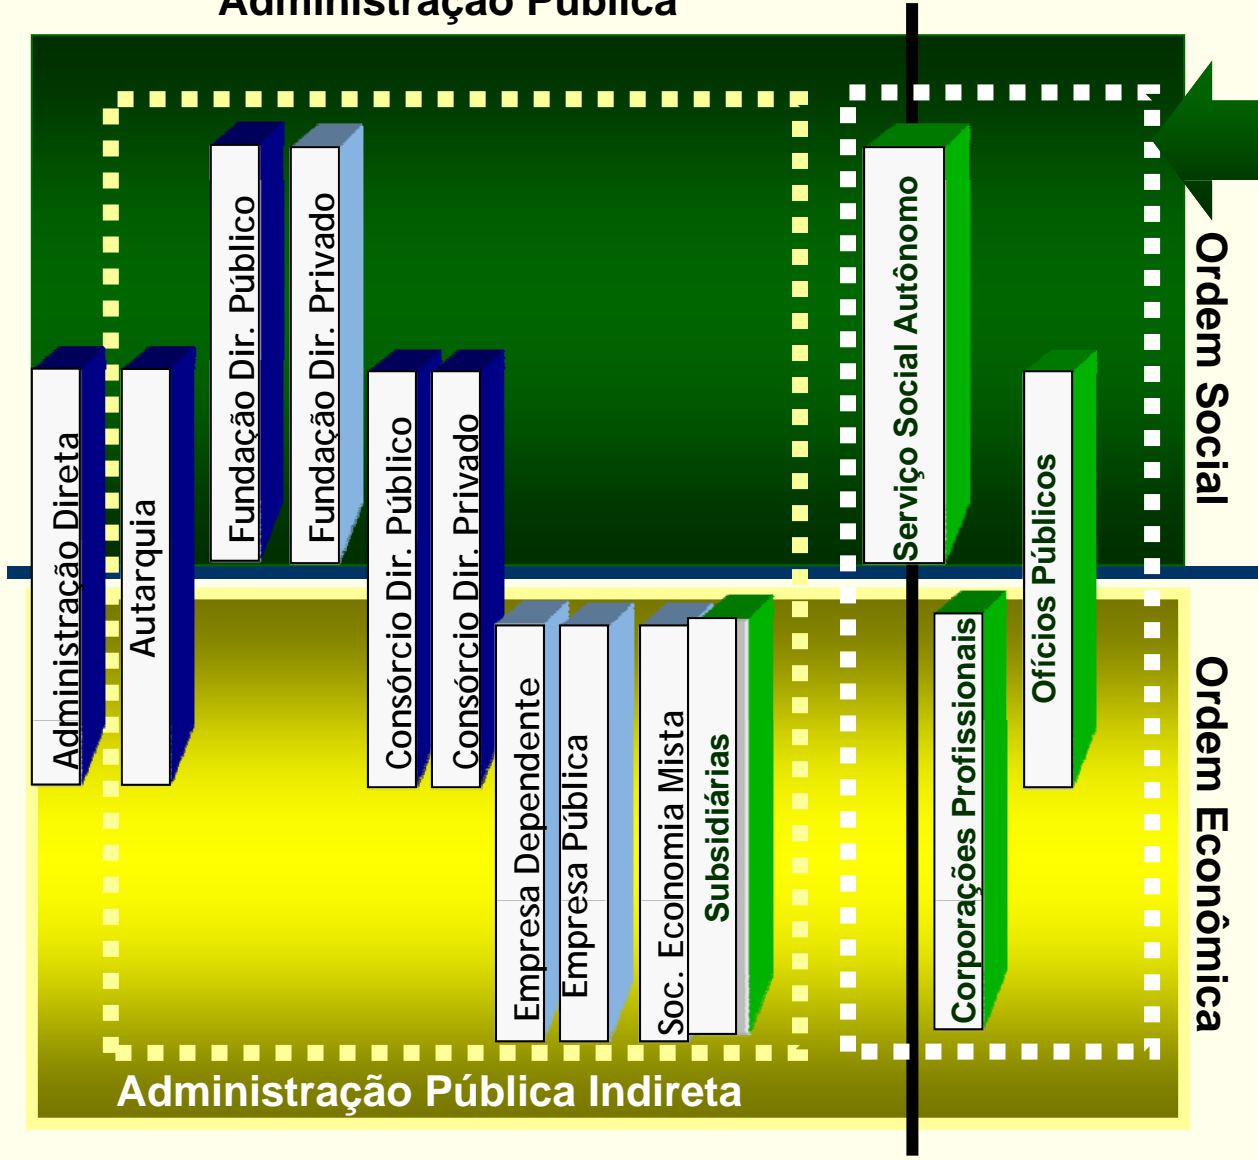 Administração Pública
Fundação Dir. Público
Fundação Dir. Privado
Serviço Social Autônomo
Ordem Social
Administração Direta
Autarquia
Consórcio Dir. Público
Consórcio Dir. Privado
Ofícios Públicos
Empresa Dependente
Empresa Pública
Soc. Economia Mista
Subsidiárias
Corporações Profissionais
Ordem Econômica
Administração Pública Indireta